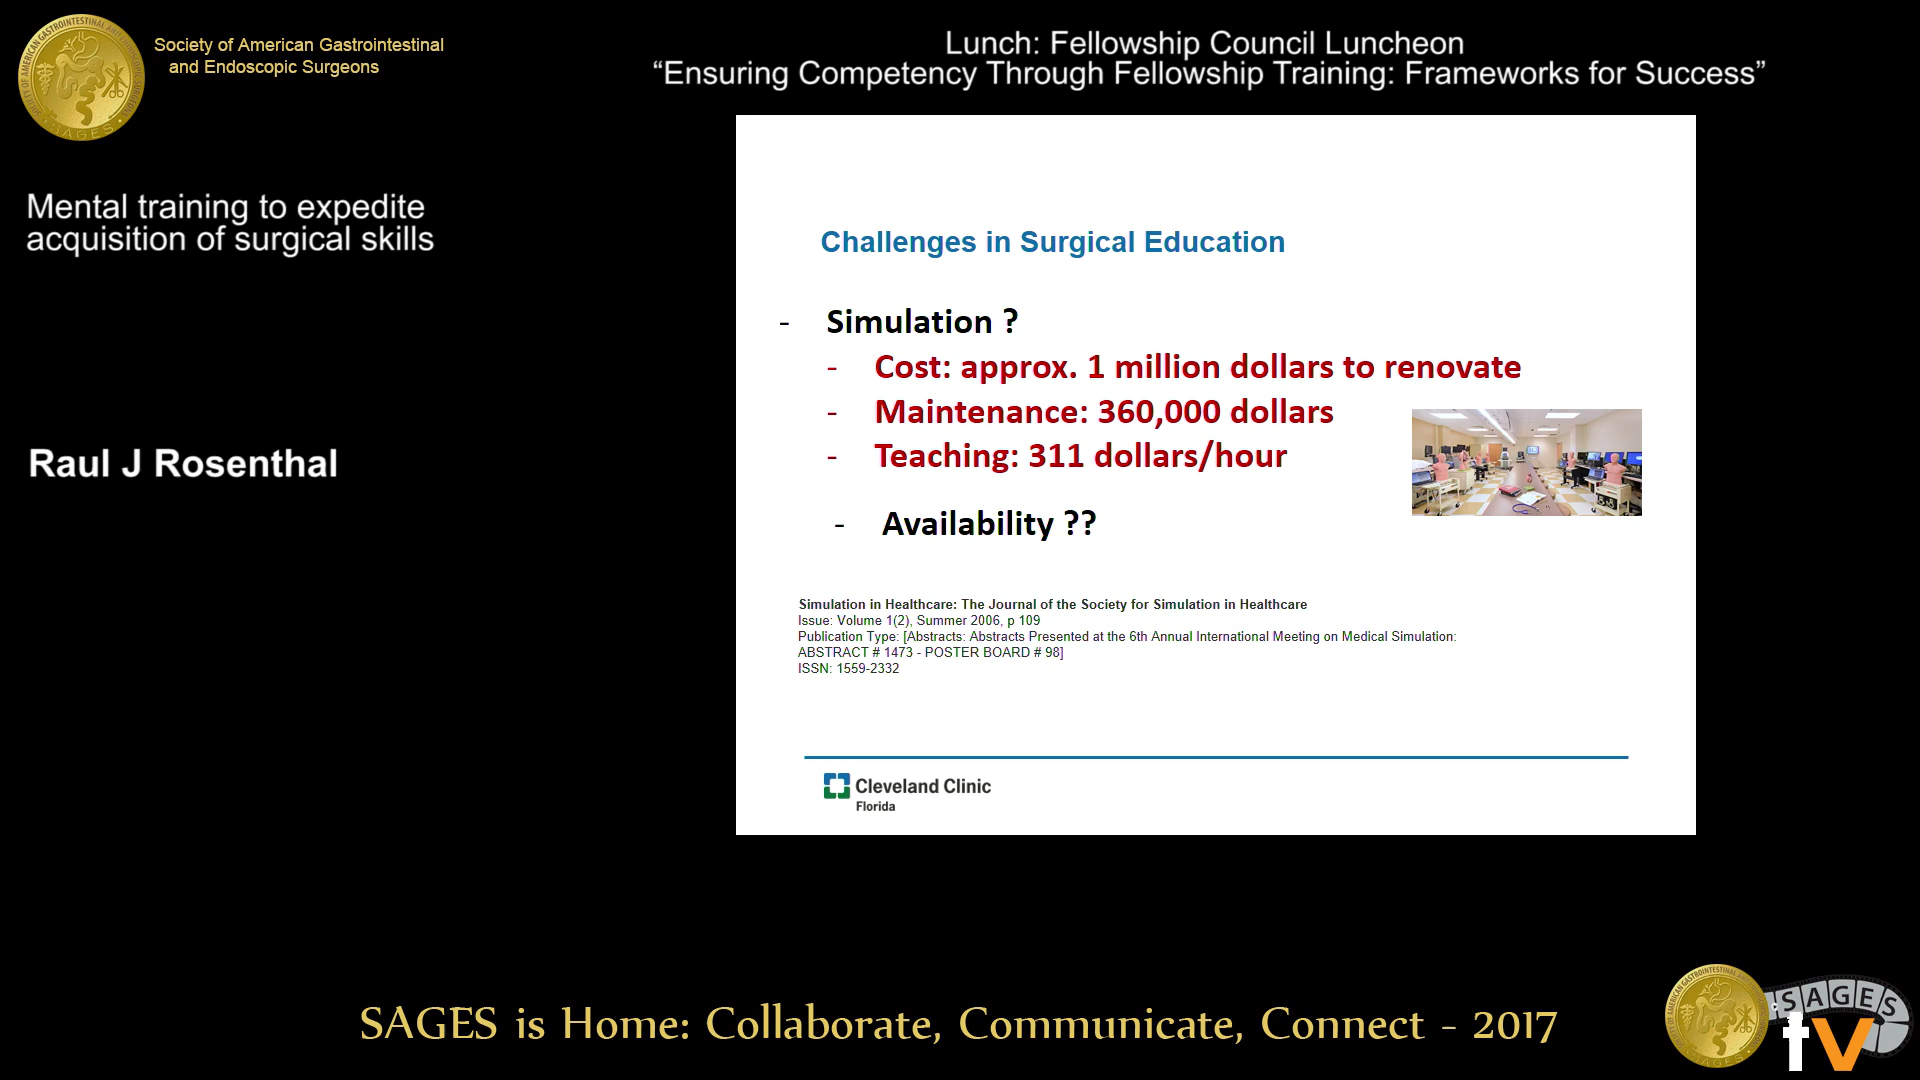 Society of American Gastrointestinal
and Endoscopic Surgeons
Lunch: Fellowship Council Luncheon
“Ensuring Competency Through Fellowship Training: Frameworks for Success”
Mental training to expedite
acquisition of surgical skills
Raul J Rosenthal
Challenges in Surgical Education
- Simulation ?
- Cost: approx. 1 million dollars to renovate
- Maintenance: 360,000 dollars
- Teaching: 311 dollars/hour
- Availability ??
Simulation in Healthcare: The Journal of the Society for Simulation in Healthcare
Issue: Volume 1(2), Summer 2006, p 109
Publication Type: [Abstracts: Abstracts Presented at the 6th Annual International Meeting on Medical Simulation:
ABSTRACT # 1473 - POSTER BOARD # 98]
ISSN: 1559-2332
Cleveland Clinic
Florida
SAGES is Home: Collaborate, Communicate, Connect - 2017
SAGES
tV